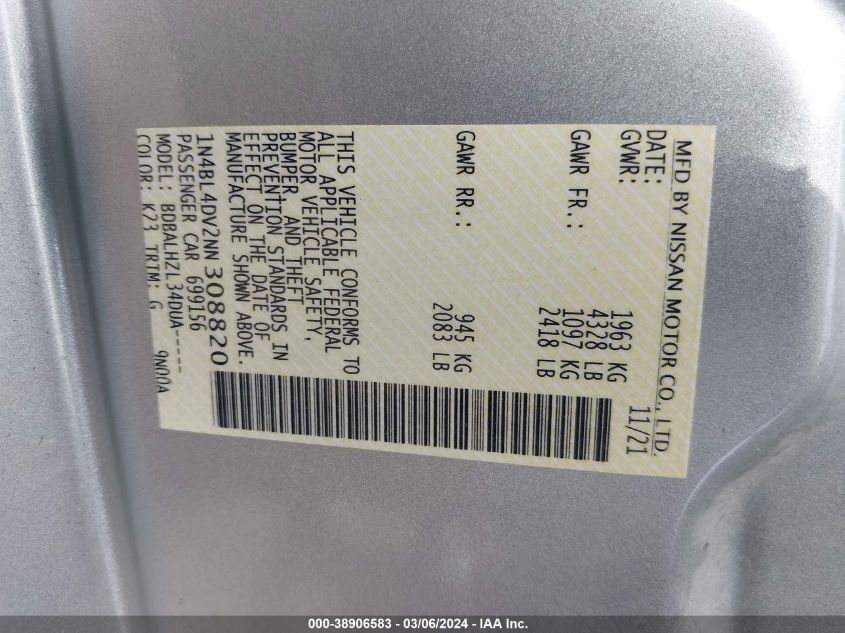 MFD BY NISSAN MOTOR CO., LTD.
DATE: 11/21
GVWR: 1963 KG
4328 LB
GAWR FR.: 1097 KG
2418 LB
GAWR RR.: 945 KG
2083 LB
THIS VEHICLE CONFORMS TO
ALL APPLICABLE FEDERAL
MOTOR VEHICLE SAFETY,
BUMPER, AND THEFT
PREVENTION STANDARDS IN
EFFECT ON THE DATE OF
MANUFACTURE SHOWN ABOVE.
1N4BL4DV2NN308820
PASSENGER CAR 699156
MODEL: BDBALHZL34DUA-----
COLOR: K23 TRIM: G 9N00A
000-38906583 - 03/06/2024 - IAA Inc.